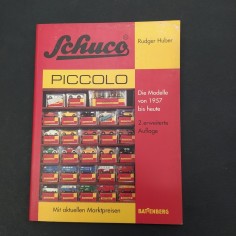 Schuco®
Rudger Huber
PICCOLO
Die Modelle
von 1957
bis heute
2. erweiterte
Auflage
Mit aktuellen Marktpreisen
BATTENBERG